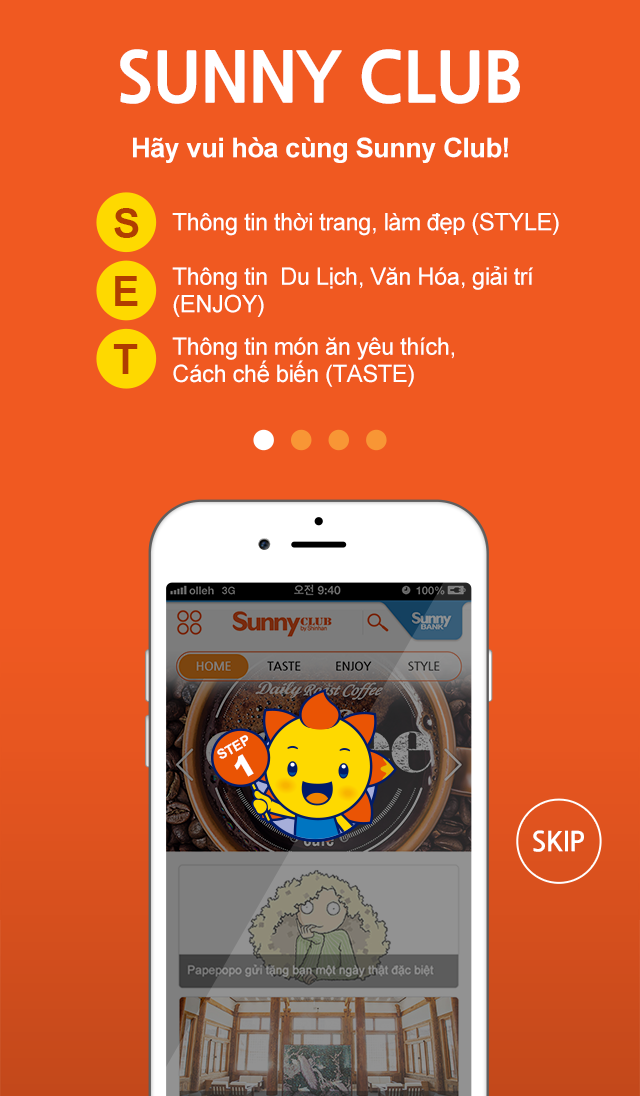 SUNNY CLUB
Hãy vui hòa cùng Sunny Club!
S
Thông tin thời trang, làm đẹp (STYLE)
E
Thông tin Du Lịch, Văn Hóa, giải trí
(ENJOY)
T
Thông tin món ăn yêu thích,
Cách chế biến (TASTE)
olleh 3G 오전 9:40 100%
Sunny CLUB
by Shinhan
Sunny
BANK
HOME TASTE ENJOY STYLE
Daily Roast Coffee
STEP
1
cafe
SKIP
Papepopo gửi tặng bạn một ngày thật đặc biệt